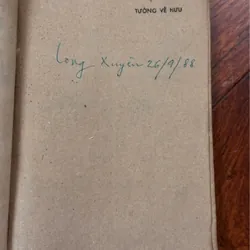 TƯỚNG VỀ HƯU
Long Xuyên 26/9/88